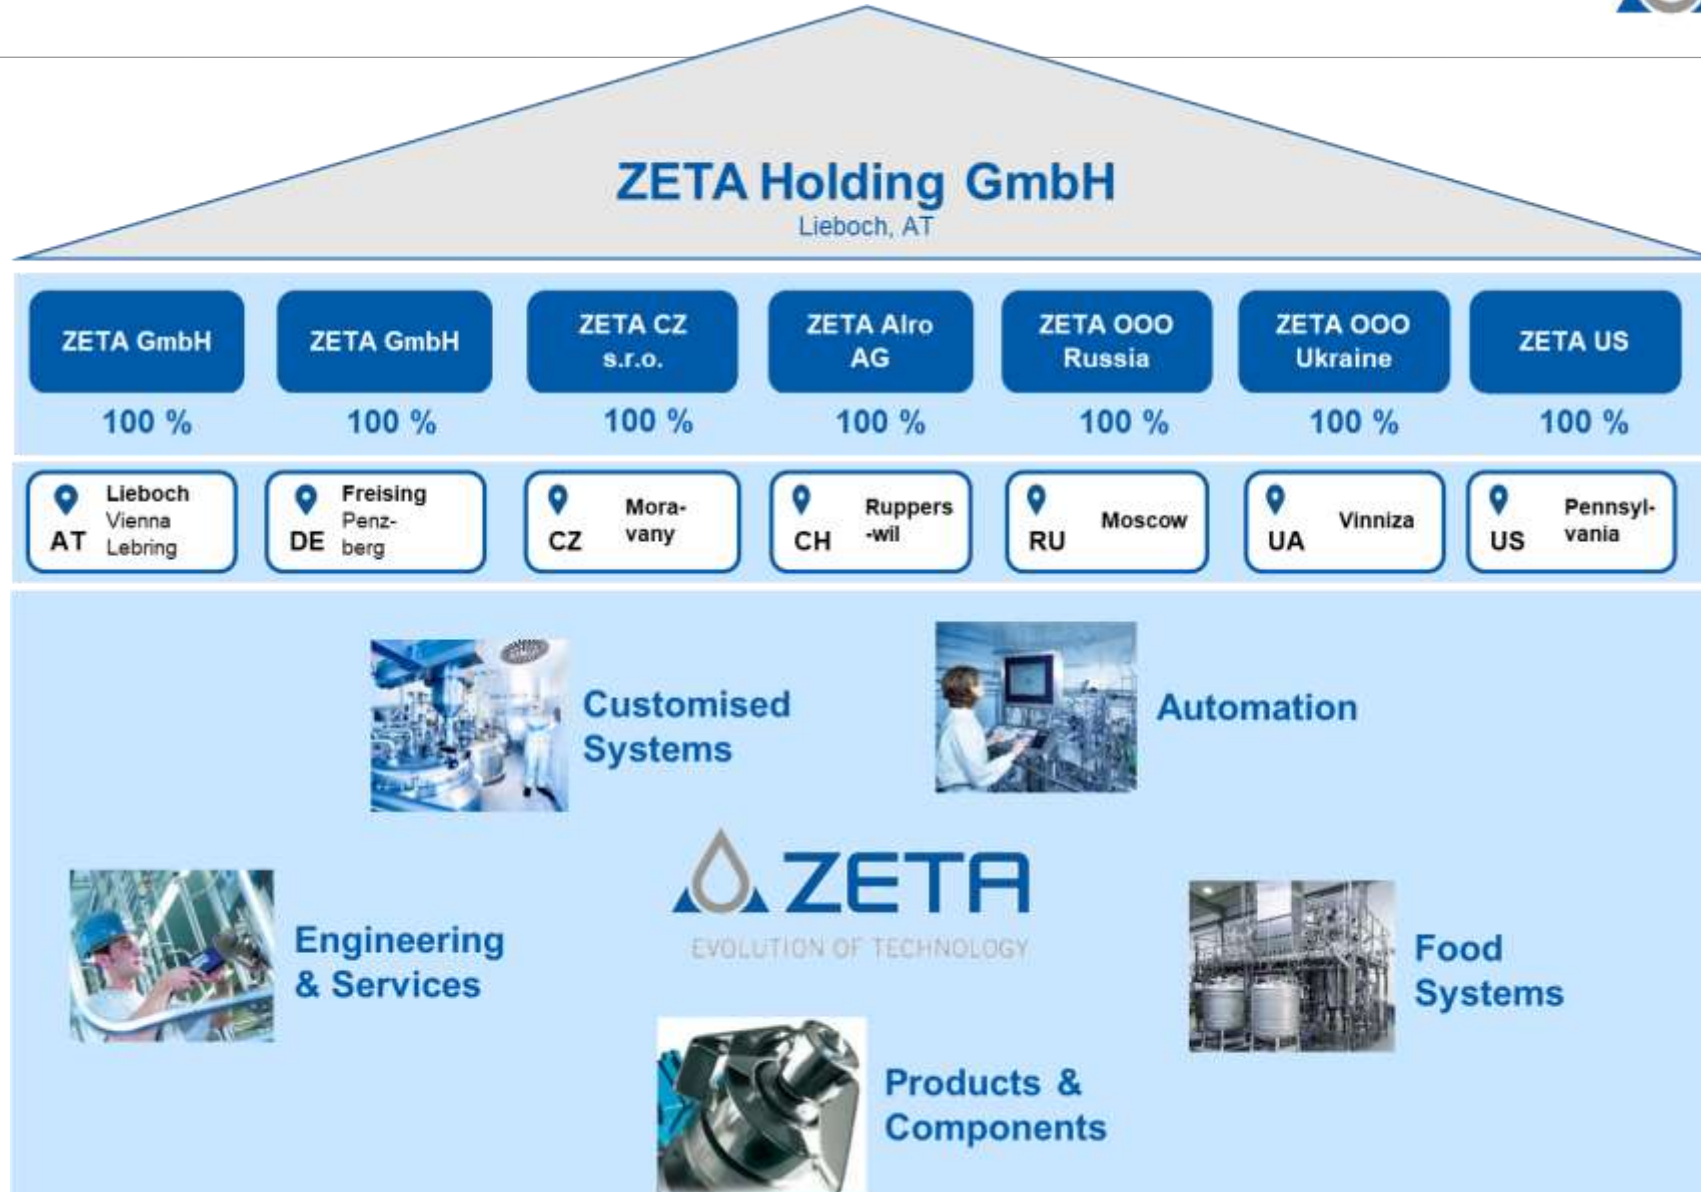 ZETA Holding GmbH
Lieboch, AT
ZETA GmbH
ZETA GmbH
ZETA CZ
s.r.o.
ZETA Alro
AG
ZETA OOO
Russia
ZETA OOO
Ukraine
ZETA US
100 %
100 %
100 %
100 %
100 %
100 %
100 %
AT
Lieboch
Vienna
Lebring
DE
Freising
Penz-
berg
CZ
Mora-
vany
CH
Ruppers
-wil
RU
Moscow
UA
Vinniza
US
Pennsyl-
vania
Customised
Systems
Automation
ZETA
EVOLUTION OF TECHNOLOGY
Engineering
& Services
Food
Systems
Products &
Components